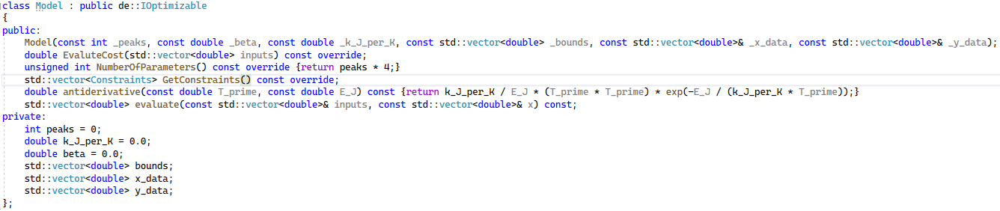 class Model : public de::IOptimizable
{
public:
    Model(const int _peaks, const double _beta, const double _k_J_per_K, const std::vector<double> _bounds, const std::vector<double>& _x_data, const std::vector<double>& _y_data);
    double EvaluteCost(std::vector<double> inputs) const override;
    unsigned int NumberOfParameters() const override {return peaks * 4;}
    std::vector<Constraints> GetConstraints() const override;
    double antiderivative(const double T_prime, const double E_J) const {return k_J_per_K / E_J * (T_prime * T_prime) * exp(-E_J / (k_J_per_K * T_prime));}
    std::vector<double> evaluate(const std::vector<double>& inputs, const std::vector<double>& x) const;
private:
    int peaks = 0;
    double k_J_per_K = 0.0;
    double beta = 0.0;
    std::vector<double> bounds;
    std::vector<double> x_data;
    std::vector<double> y_data;
};